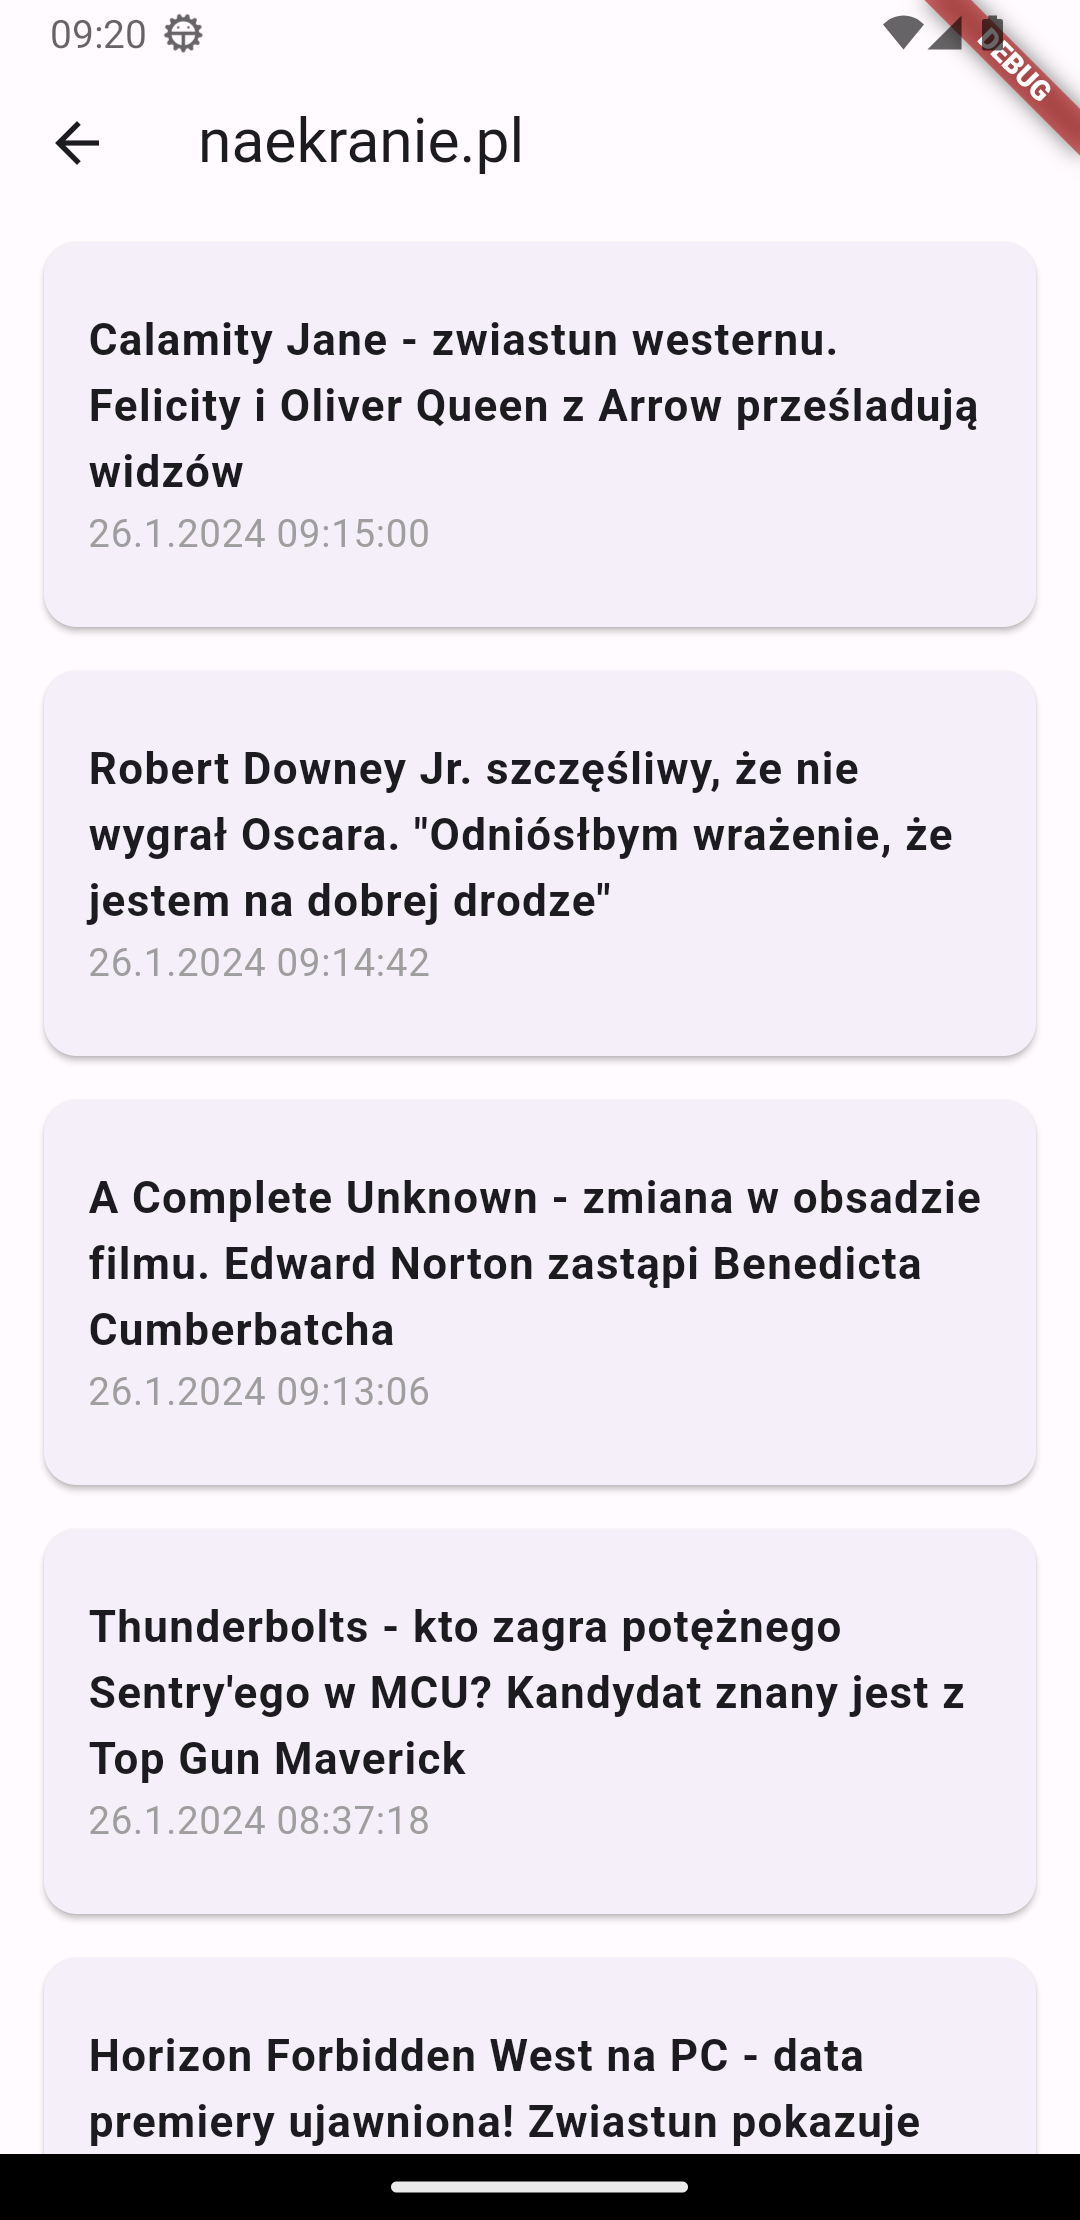 09:20
DEBUG
naekranie.pl
Calamity Jane - zwiastun westernu.
Felicity i Oliver Queen z Arrow prześladują
widzów
26.1.2024 09:15:00
Robert Downey Jr. szczęśliwy, że nie
wygrał Oscara. "Odniósłbym wrażenie, że
jestem na dobrej drodze"
26.1.2024 09:14:42
A Complete Unknown - zmiana w obsadzie
filmu. Edward Norton zastąpi Benedicta
Cumberbatcha
26.1.2024 09:13:06
Thunderbolts - kto zagra potężnego
Sentry'ego w MCU? Kandydat znany jest z
Top Gun Maverick
26.1.2024 08:37:18
Horizon Forbidden West na PC - data
premiery ujawniona! Zwiastun pokazuje